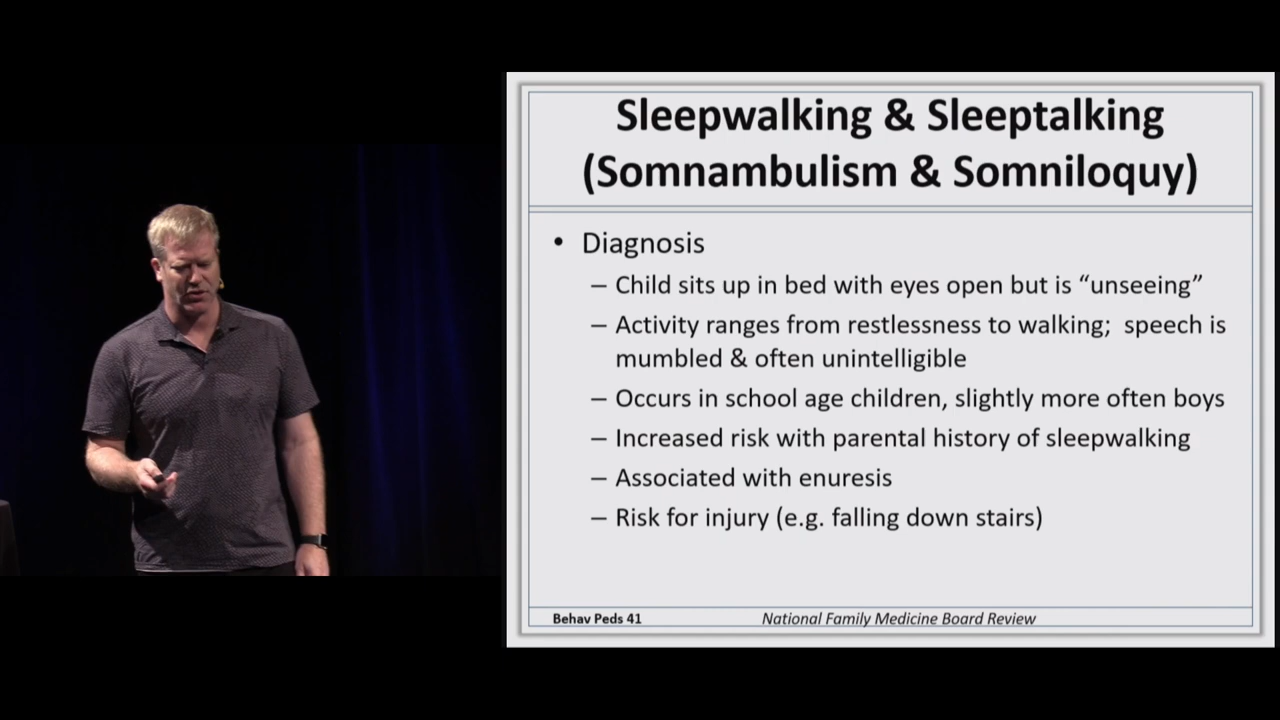 Sleepwalking & Sleeptalking
(Somnambulism & Somniloquy)
• Diagnosis
– Child sits up in bed with eyes open but is “unseeing”
– Activity ranges from restlessness to walking;  speech is
mumbled & often unintelligible
– Occurs in school age children, slightly more often boys
– Increased risk with parental history of sleepwalking
– Associated with enuresis
– Risk for injury (e.g. falling down stairs)
Behav Peds 41
National Family Medicine Board Review